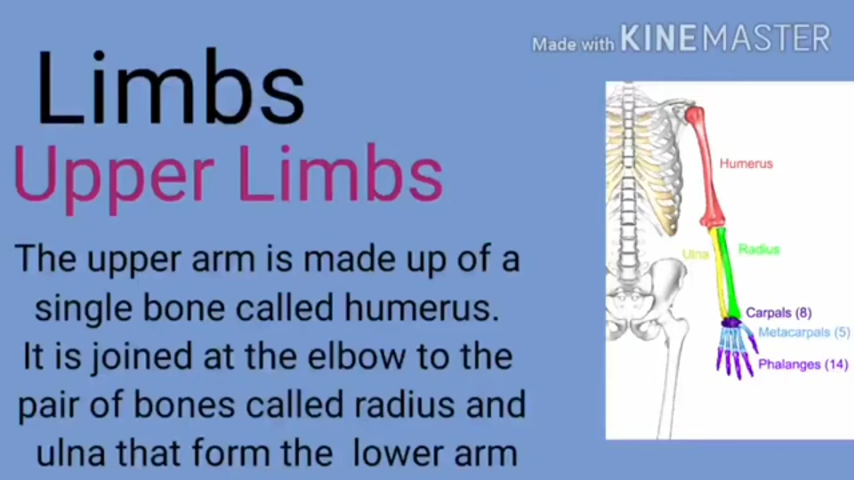 Made with KINEMASTER
Limbs
Upper Limbs
The upper arm is made up of a
single bone called humerus.
It is joined at the elbow to the
pair of bones called radius and
ulna that form the lower arm
Humerus
Ulna
Radius
Carpals (8)
Metacarpals (5)
Phalanges (14)